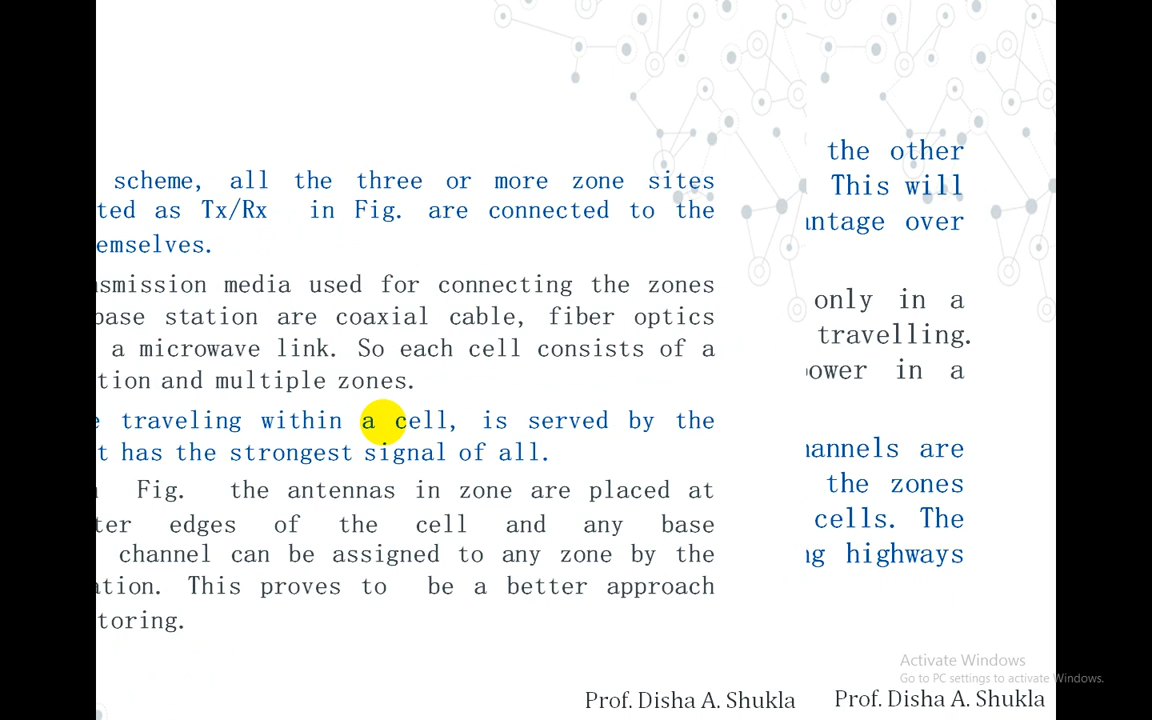 scheme, all the three or more zone sites
ted as Tx/Rx in Fig. are connected to the
emselves.
smission media used for connecting the zones
base station are coaxial cable, fiber optics
a microwave link. So each cell consists of a
tion and multiple zones.
e traveling within a cell, is served by the
t has the strongest signal of all.
Fig. the antennas in zone are placed at
ter edges of the cell and any base
channel can be assigned to any zone by the
ation. This proves to be a better approach
toring.
Prof. Disha A. Shukla
the other
This will
antage over
only in a
travelling.
power in a
hannels are
the zones
cells. The
ng highways
Prof. Disha A. Shukla
Activate Windows
Go to PC settings to activate Windows.